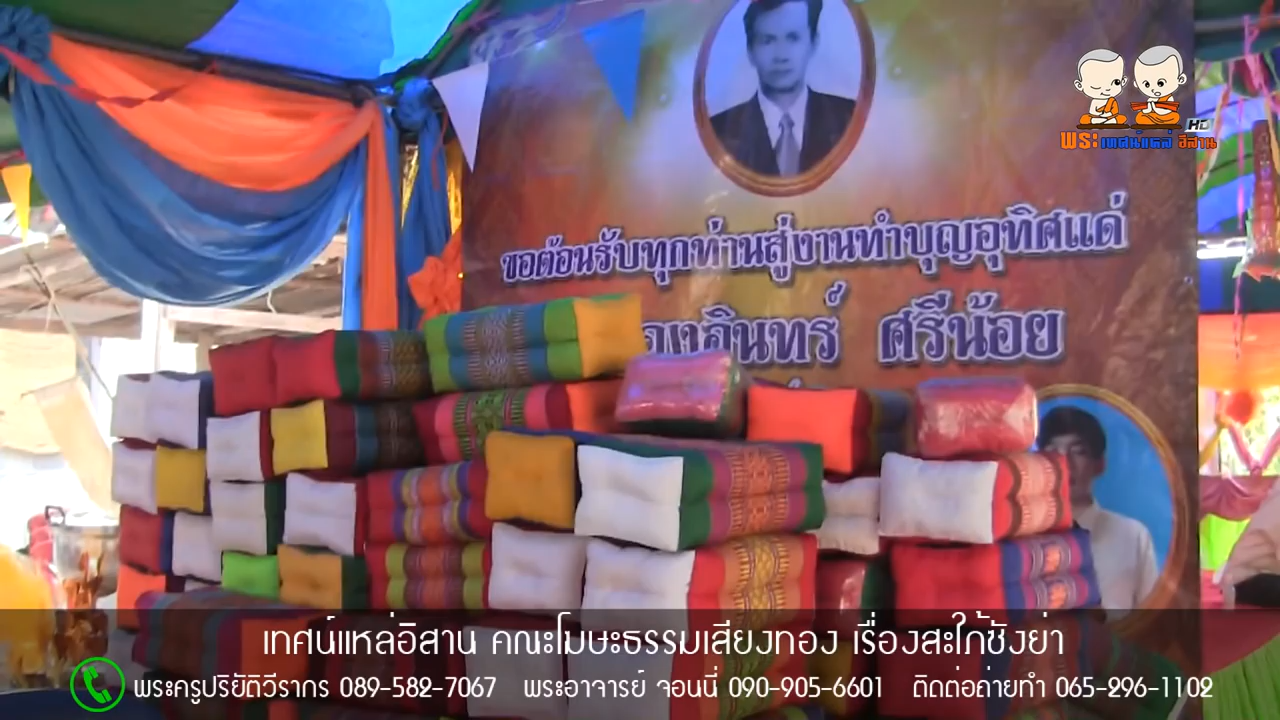 HD
พระเทศน์แหล่ อีสาน
ขอต้อนรับทุกท่านสู่งานทำบุญอุทิศแด่
ศรีน้อย
เทศน์แหล่อิสาน คณะโฆษะธรรมเสียงทอง เรื่องสะใภ้ชังย่า
พระครูปริยัติวีรากร 089-582-7067 พระอาจารย์ จอนนี่ 090-905-6601 ติดต่อถ่ายทำ 065-296-1102